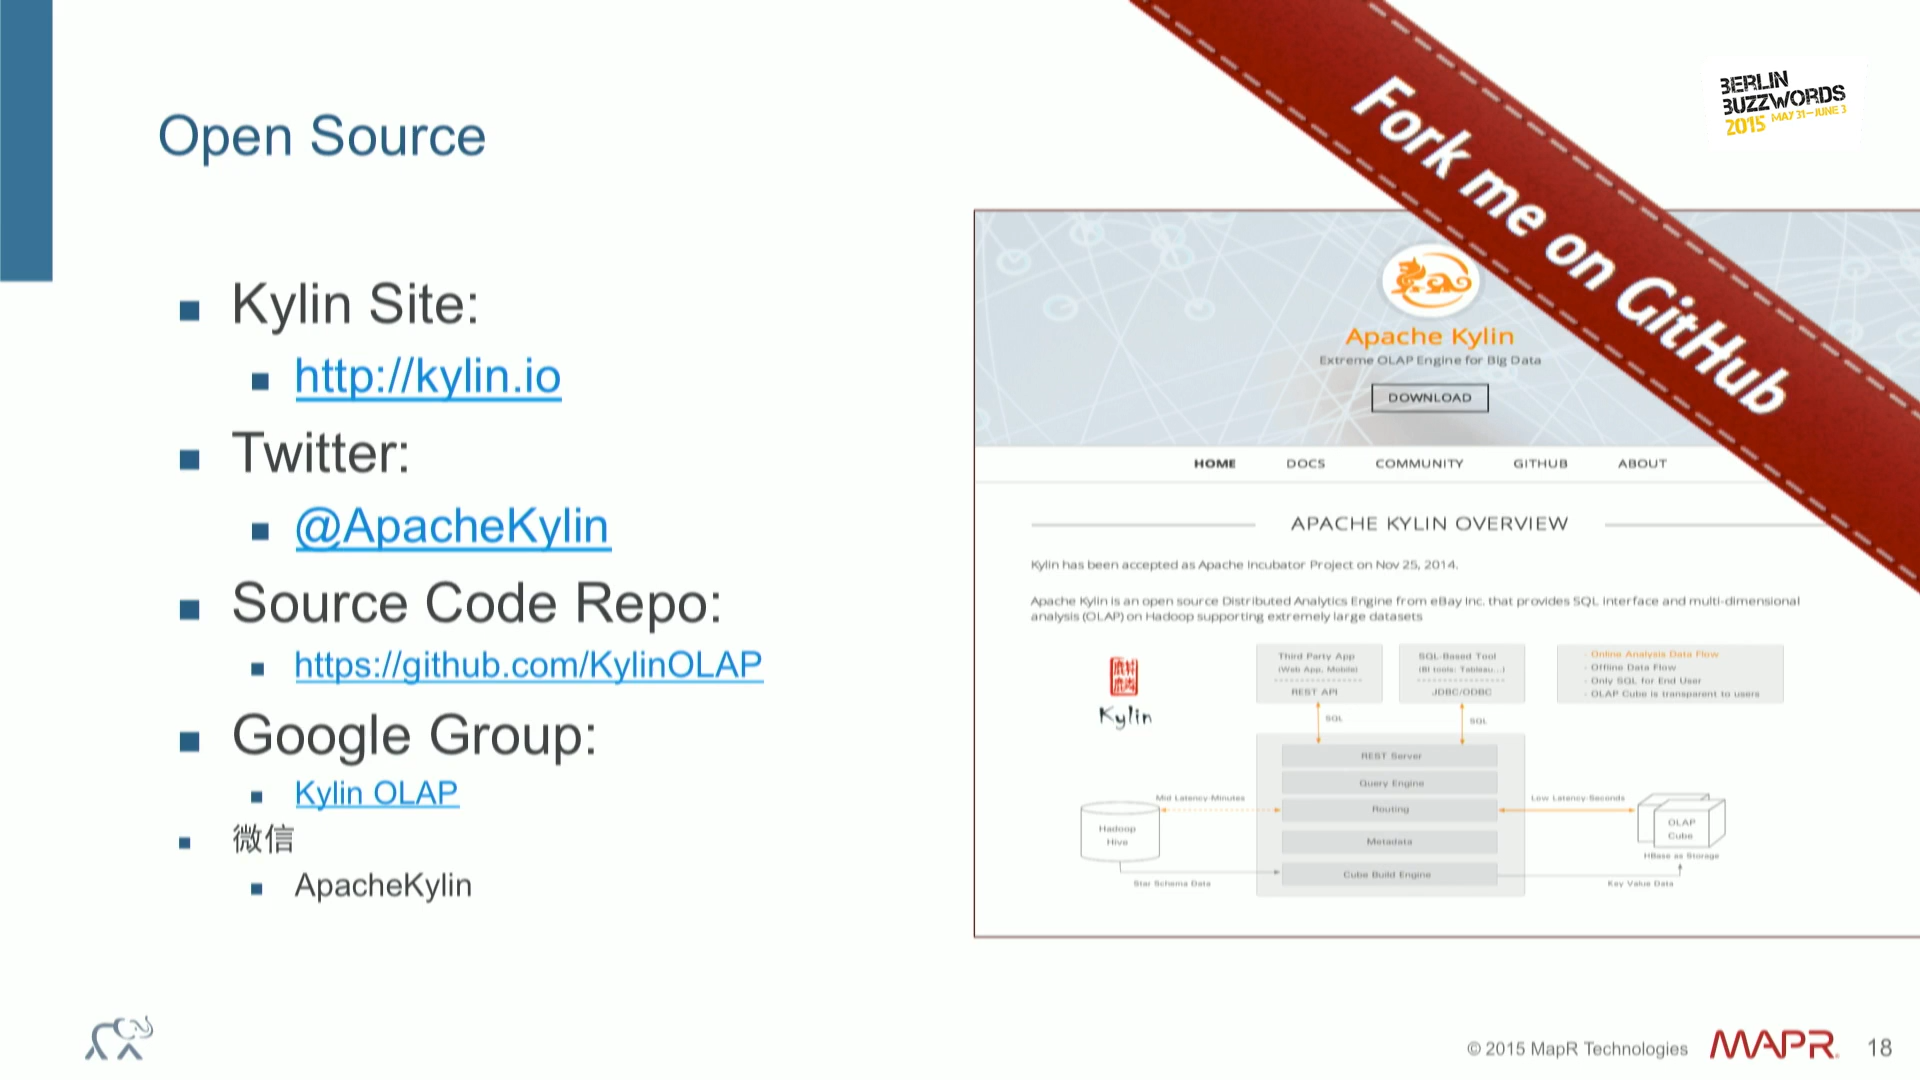 Open Source
Kylin Site:
http://kylin.io
Twitter:
@ApacheKylin
Source Code Repo:
https://github.com/KylinOLAP
Google Group:
Kylin OLAP
微信
ApacheKylin
Fork me on GitHub
BERLIN
BUZZWORDS
2015 MAY 31-JUNE 3
Apache Kylin
Extreme OLAP Engine for Big Data
DOWNLOAD
HOME DOCS COMMUNITY GITHUB ABOUT
APACHE KYLIN OVERVIEW
Kylin has been accepted as Apache Incubator Project on Nov 25, 2014.
Apache Kylin is an open source Distributed Analytics Engine from eBay Inc. that provides SQL interface and multi-dimensional
analysis (OLAP) on Hadoop supporting extremely large datasets
Kylin
Third Party App
(Web App, Mobile)
REST API
SQL-Based Tool
(BI tools: Tableau...)
JDBC/ODBC
- Online Analysis Data Flow
- Offline Data Flow
- Only SQL for End User
- OLAP Cube is transparent to users
SQL
SQL
REST Server
Query Engine
Routing
Metadata
Cube Build Engine
Mid Latency-Minutes
Low Latency-Seconds
Hadoop
Hive
OLAP
Cube
HBase as Storage
Star Schema Data
Key Value Data
© 2015 MapR Technologies MAPR 18